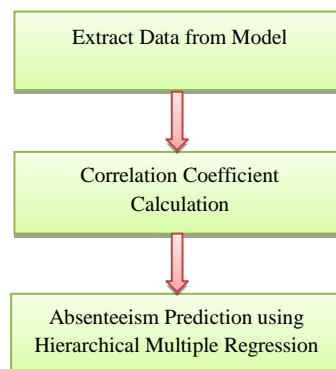 Extract Data from Model
Correlation Coefficient
Calculation
Absenteeism Prediction using
Hierarchical Multiple Regression